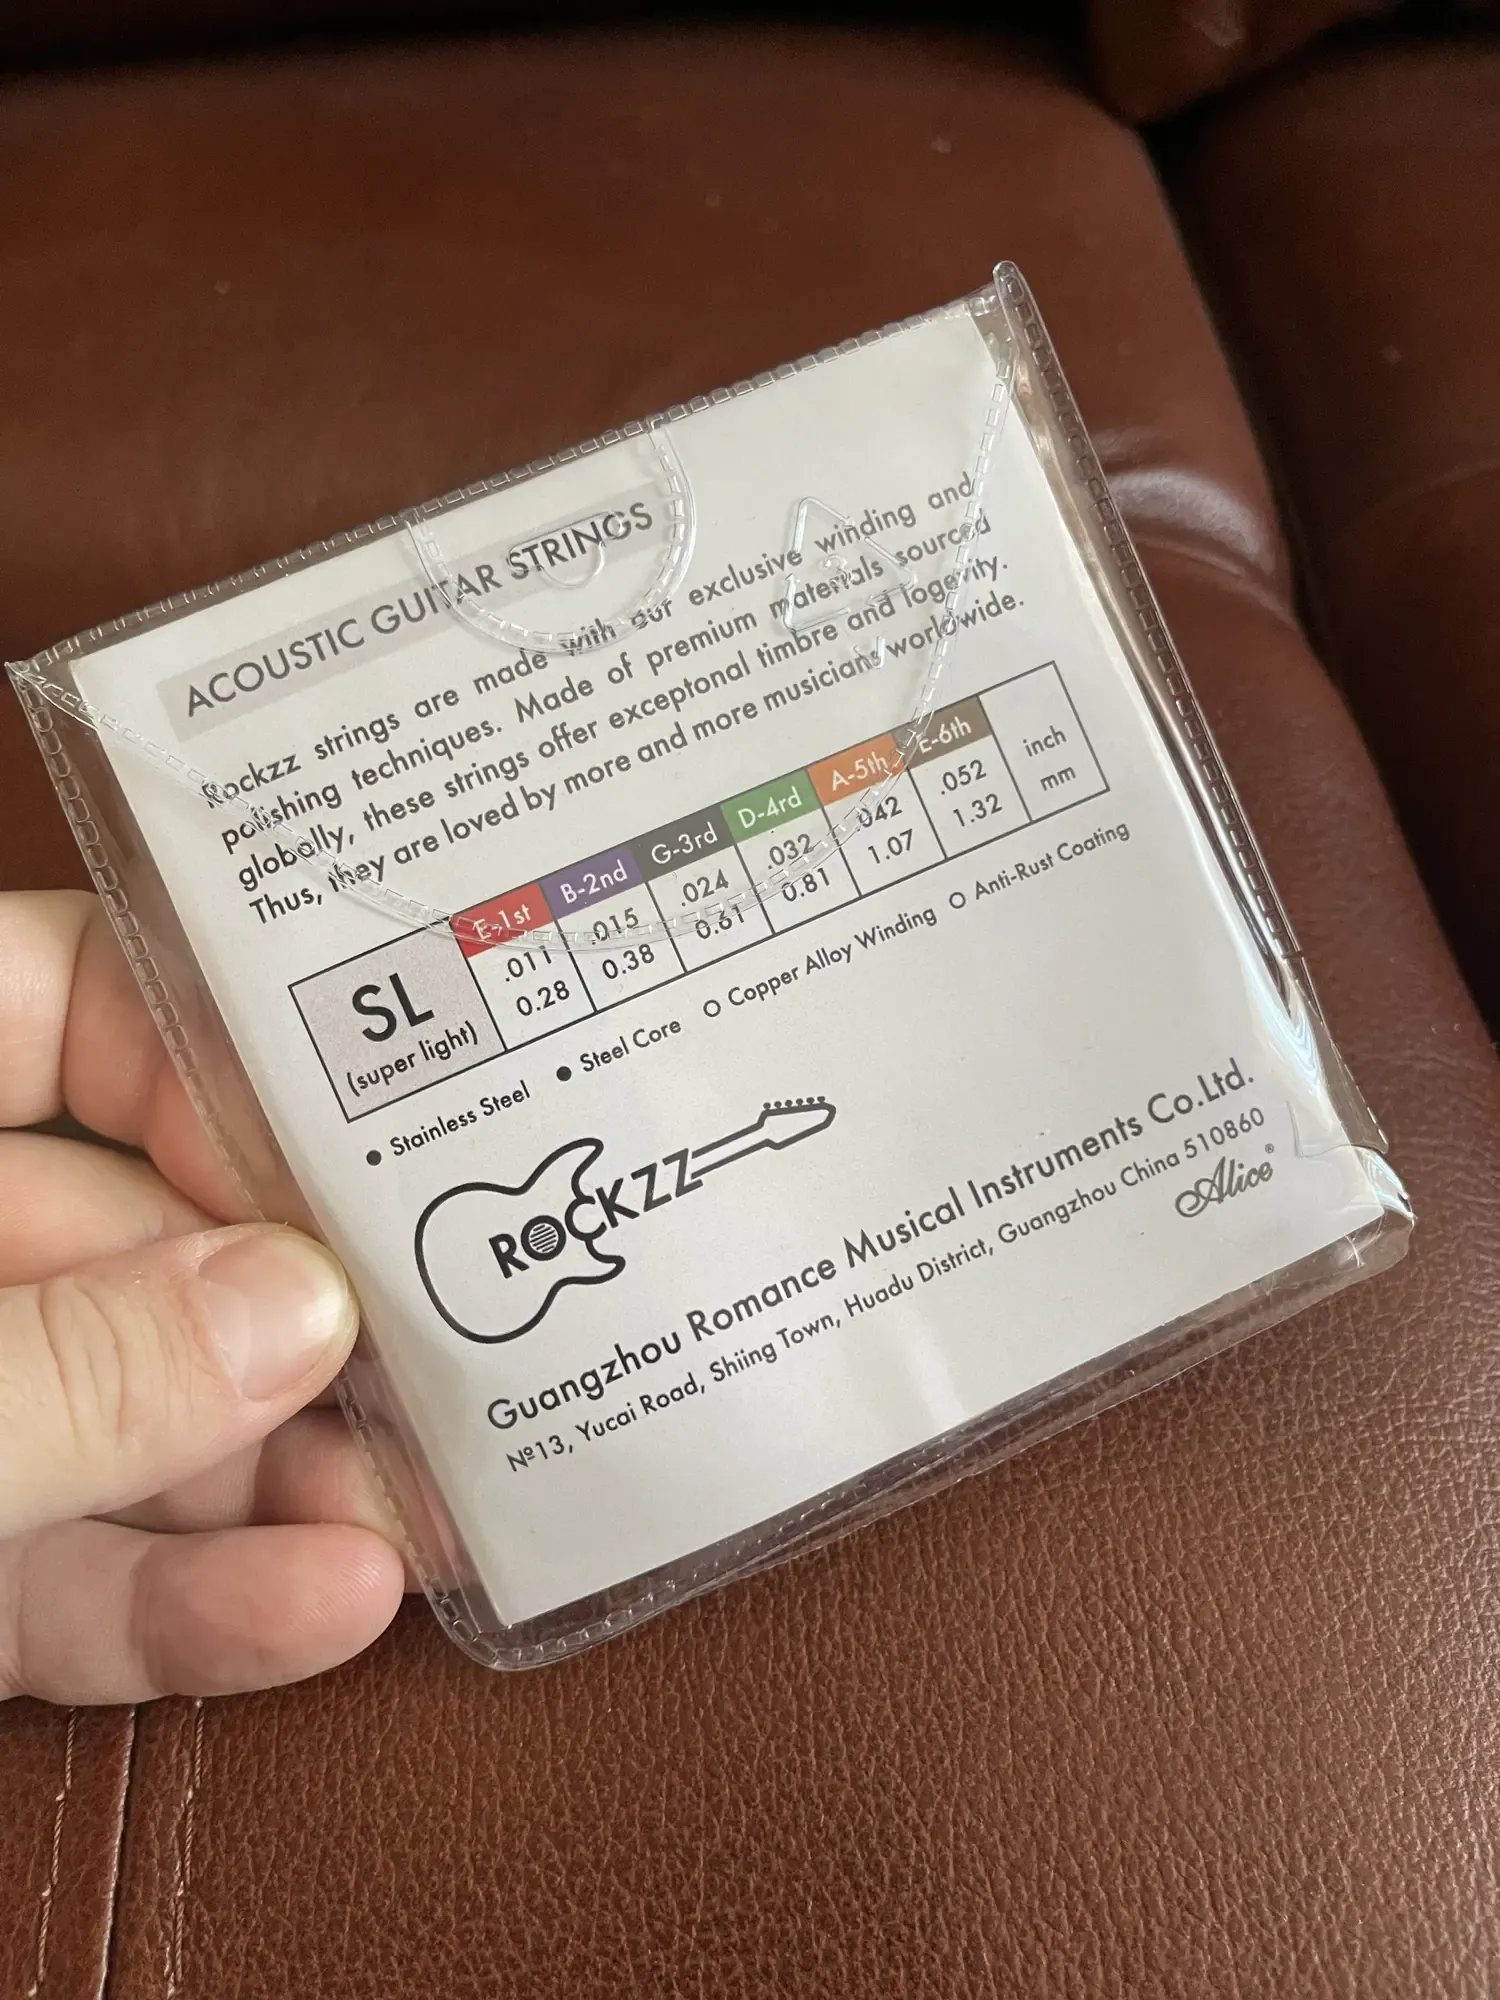 ACOUSTIC GUITAR STRINGS
Rockzz strings are made with our exclusive winding and
polishing techniques. Made of premium materials sourced
globally, these strings offer exceptonal timbre and logevity.
Thus, they are loved by more and more musicians worldwide.
E-1st B-2nd G-3rd D-4rd A-5th E-6th
SL .011 .015 .024 .032 .042 .052 inch
(super light) 0.28 0.38 0.61 0.81 1.07 1.32 mm
● Stainless Steel ● Steel Core ○ Copper Alloy Winding ○ Anti-Rust Coating
ROCKZZ
Guangzhou Romance Musical Instruments Co.Ltd.
№13, Yucai Road, Shiing Town, Huadu District, Guangzhou China 510860
Alice®